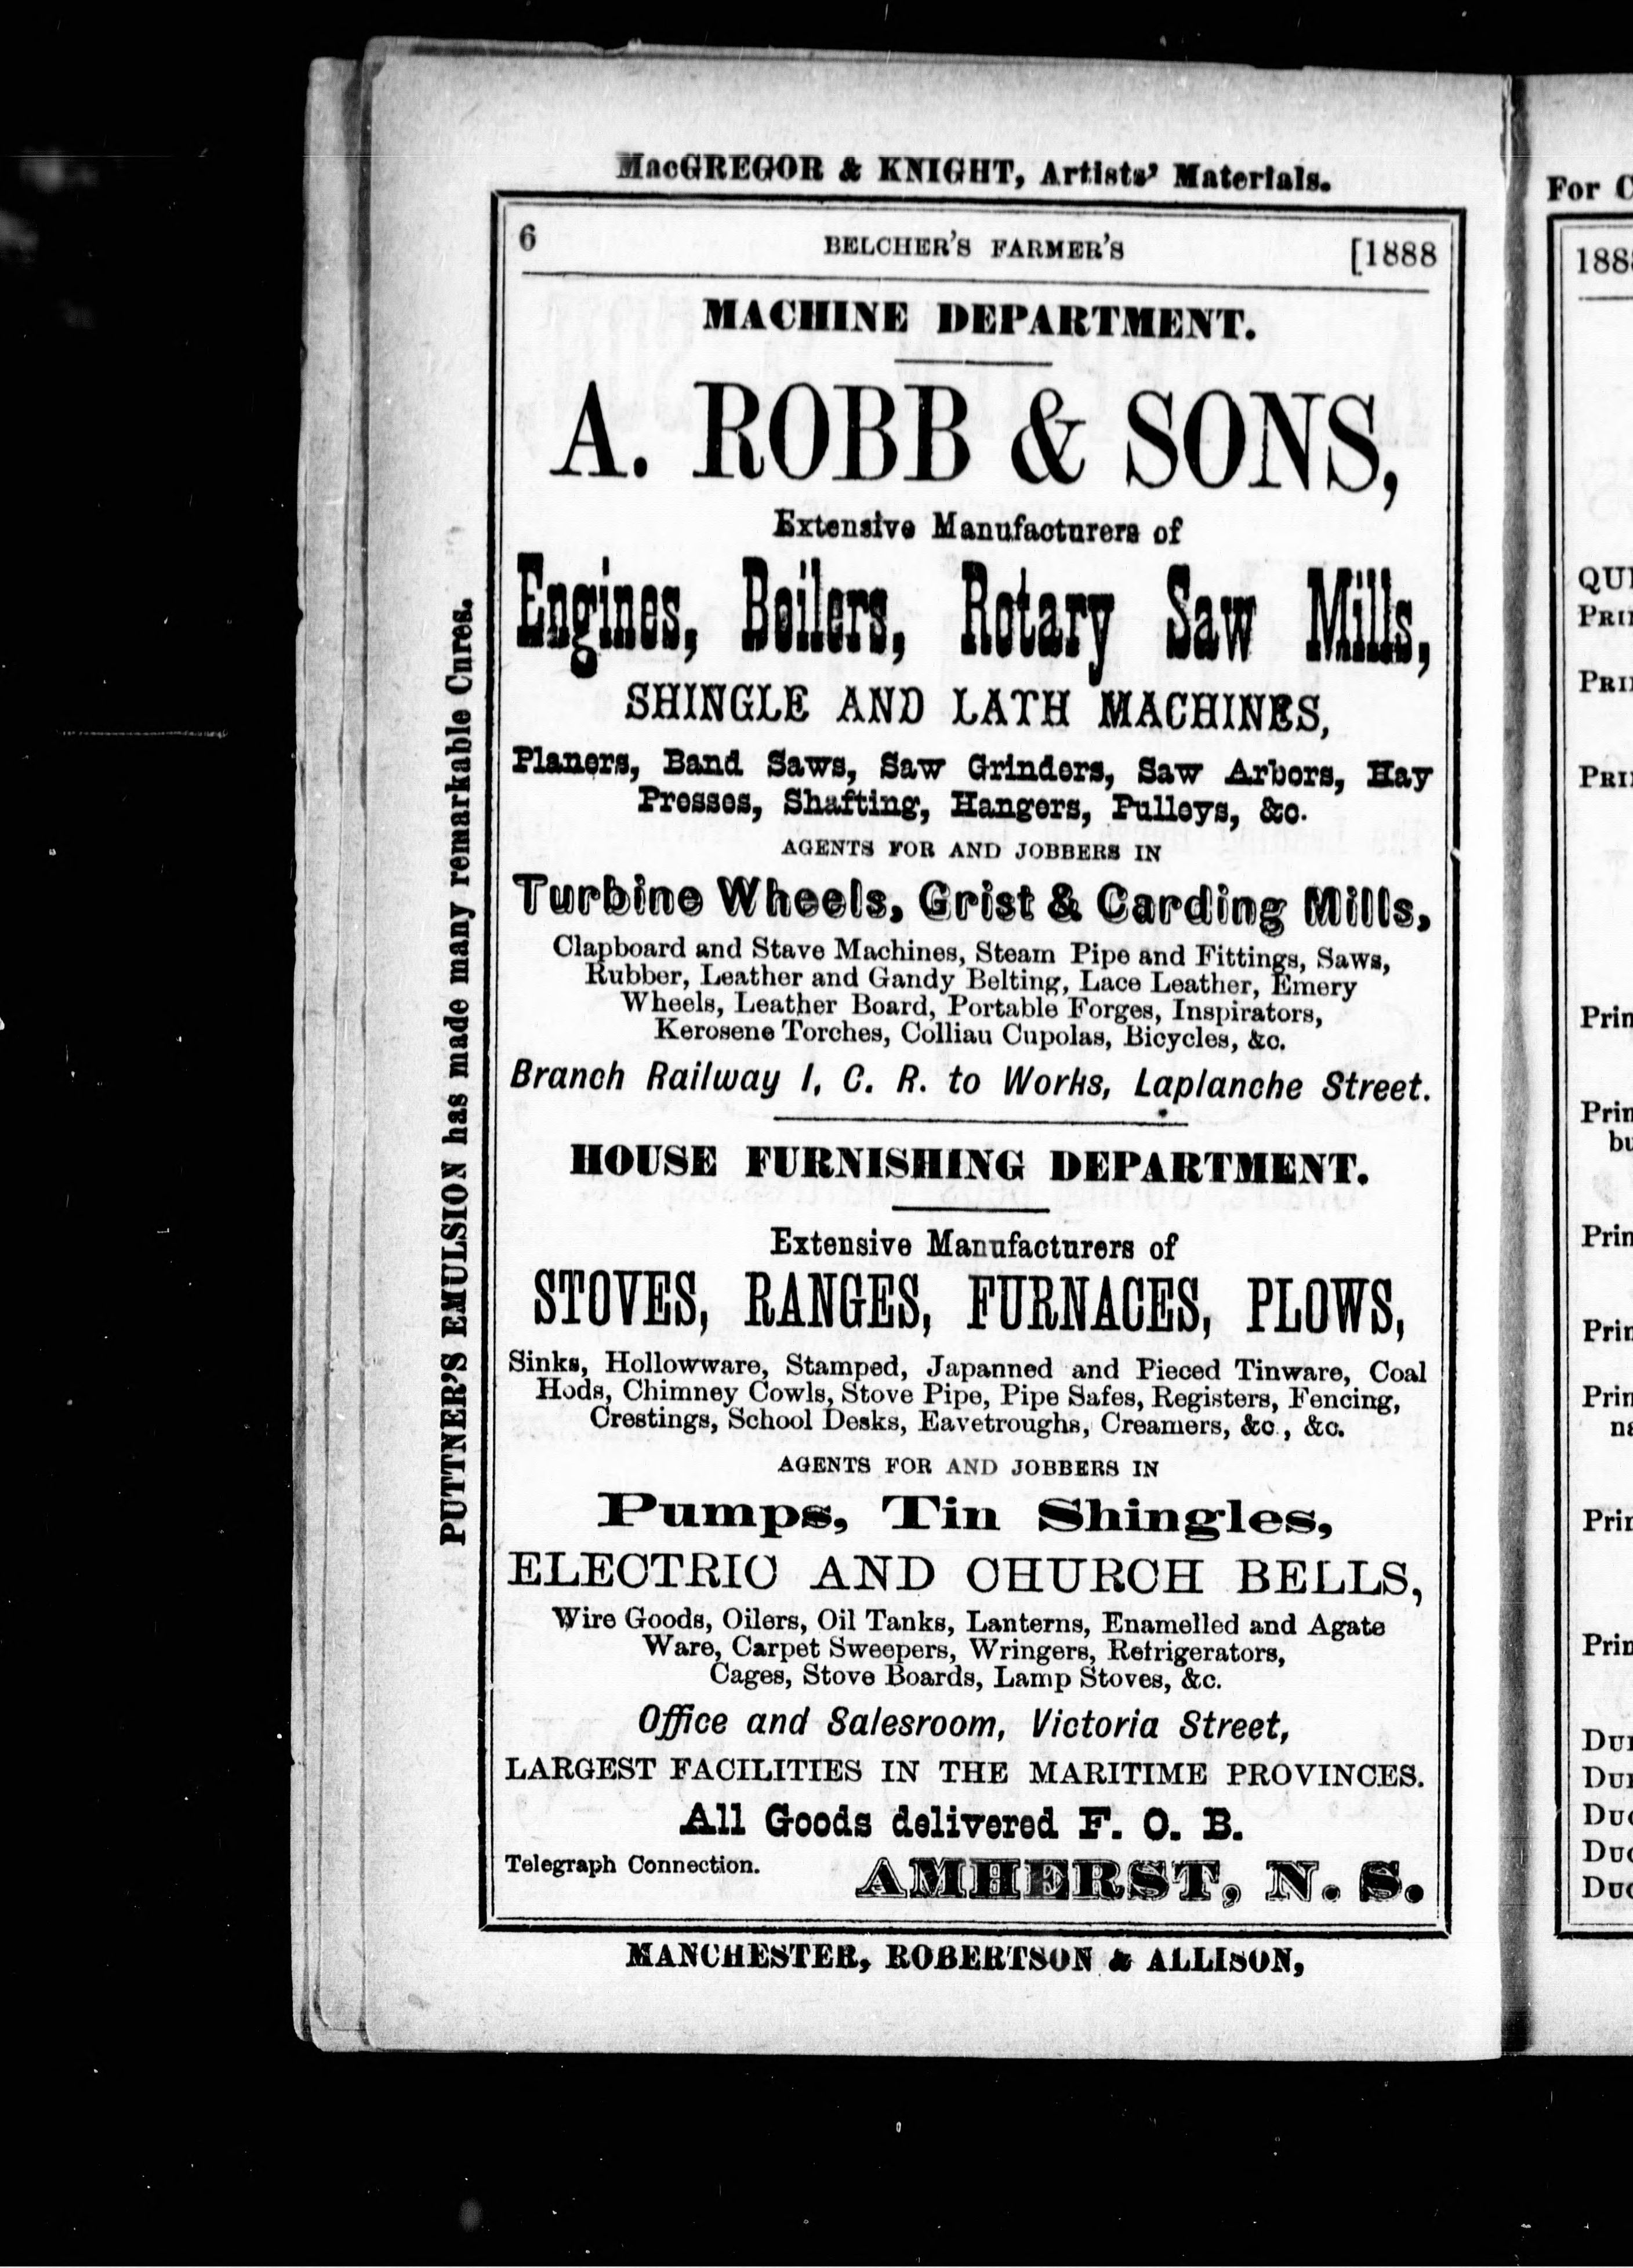 MacGREGOR & KNIGHT, Artists' Materials.
6 BELCHER'S FARMER'S [1888
MACHINE DEPARTMENT.
A. ROBB & SONS,
Extensive Manufacturers of
Engines, Boilers, Rotary Saw Mills,
SHINGLE AND LATH MACHINES,
Planers, Band Saws, Saw Grinders, Saw Arbors, Hay
Presses, Shafting, Hangers, Pulleys, &c.
AGENTS FOR AND JOBBERS IN
Turbine Wheels, Grist & Carding Mills,
Clapboard and Stave Machines, Steam Pipe and Fittings, Saws,
Rubber, Leather and Gandy Belting, Lace Leather, Emery
Wheels, Leather Board, Portable Forges, Inspirators,
Kerosene Torches, Colliau Cupolas, Bicycles, &c.
Branch Railway I, C. R. to Works, Laplanche Street.
HOUSE FURNISHING DEPARTMENT.
Extensive Manufacturers of
STOVES, RANGES, FURNACES, PLOWS,
Sinks, Hollowware, Stamped, Japanned and Pieced Tinware, Coal
Hods, Chimney Cowls, Stove Pipe, Pipe Safes, Registers, Fencing,
Crestings, School Desks, Eavetroughs, Creamers, &c., &c.
AGENTS FOR AND JOBBERS IN
Pumps, Tin Shingles,
ELECTRIC AND CHURCH BELLS,
Wire Goods, Oilers, Oil Tanks, Lanterns, Enamelled and Agate
Ware, Carpet Sweepers, Wringers, Refrigerators,
Cages, Stove Boards, Lamp Stoves, &c.
Office and Salesroom, Victoria Street,
LARGEST FACILITIES IN THE MARITIME PROVINCES.
All Goods delivered F. O. B.
Telegraph Connection. AMHERST, N. S.
MANCHESTER, ROBERTSON & ALLISON,
PUTTNER'S EMULSION has made many remarkable Cures.
For